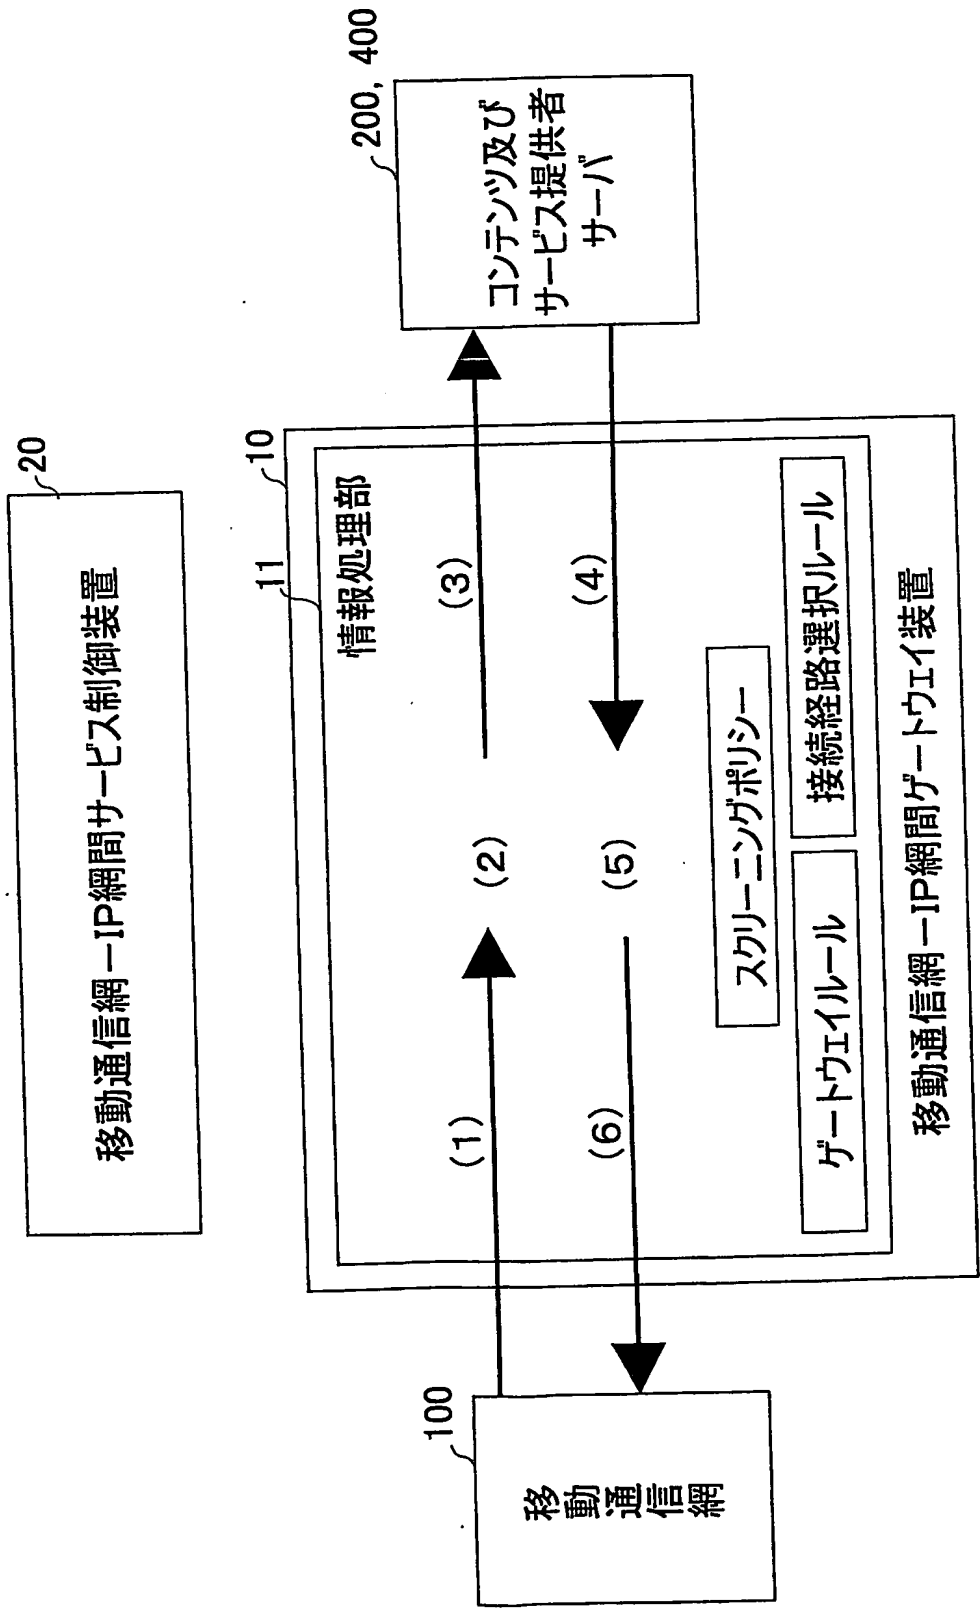 20
移動通信網－IP網間サービス制御装置
10
11
情報処理部
(1)
(2)
(3)
(4)
(5)
(6)
スクリーニングポリシー
ゲートウェイルール
接続経路選択ルール
移動通信網－IP網間ゲートウェイ装置
100
移動通信網
200, 400
コンテンツ及び
サービス提供者
サーバ